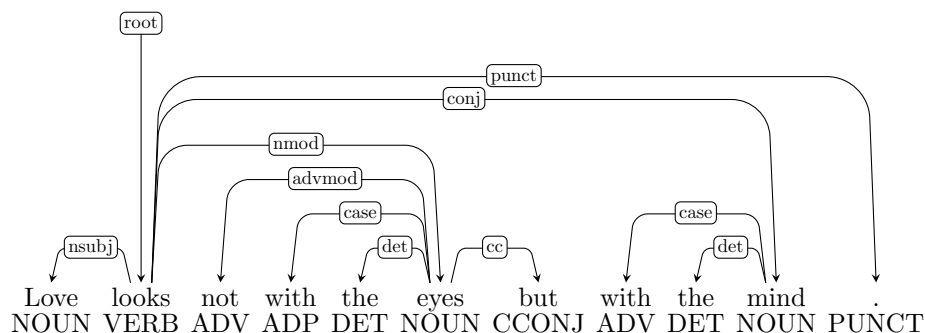 root
punct
conj
nmod
advmod
case case
nsubj det cc det
Love looks not with the eyes but with the mind .
NOUN VERB ADV ADP DET NOUN CCONJ ADV DET NOUN PUNCT